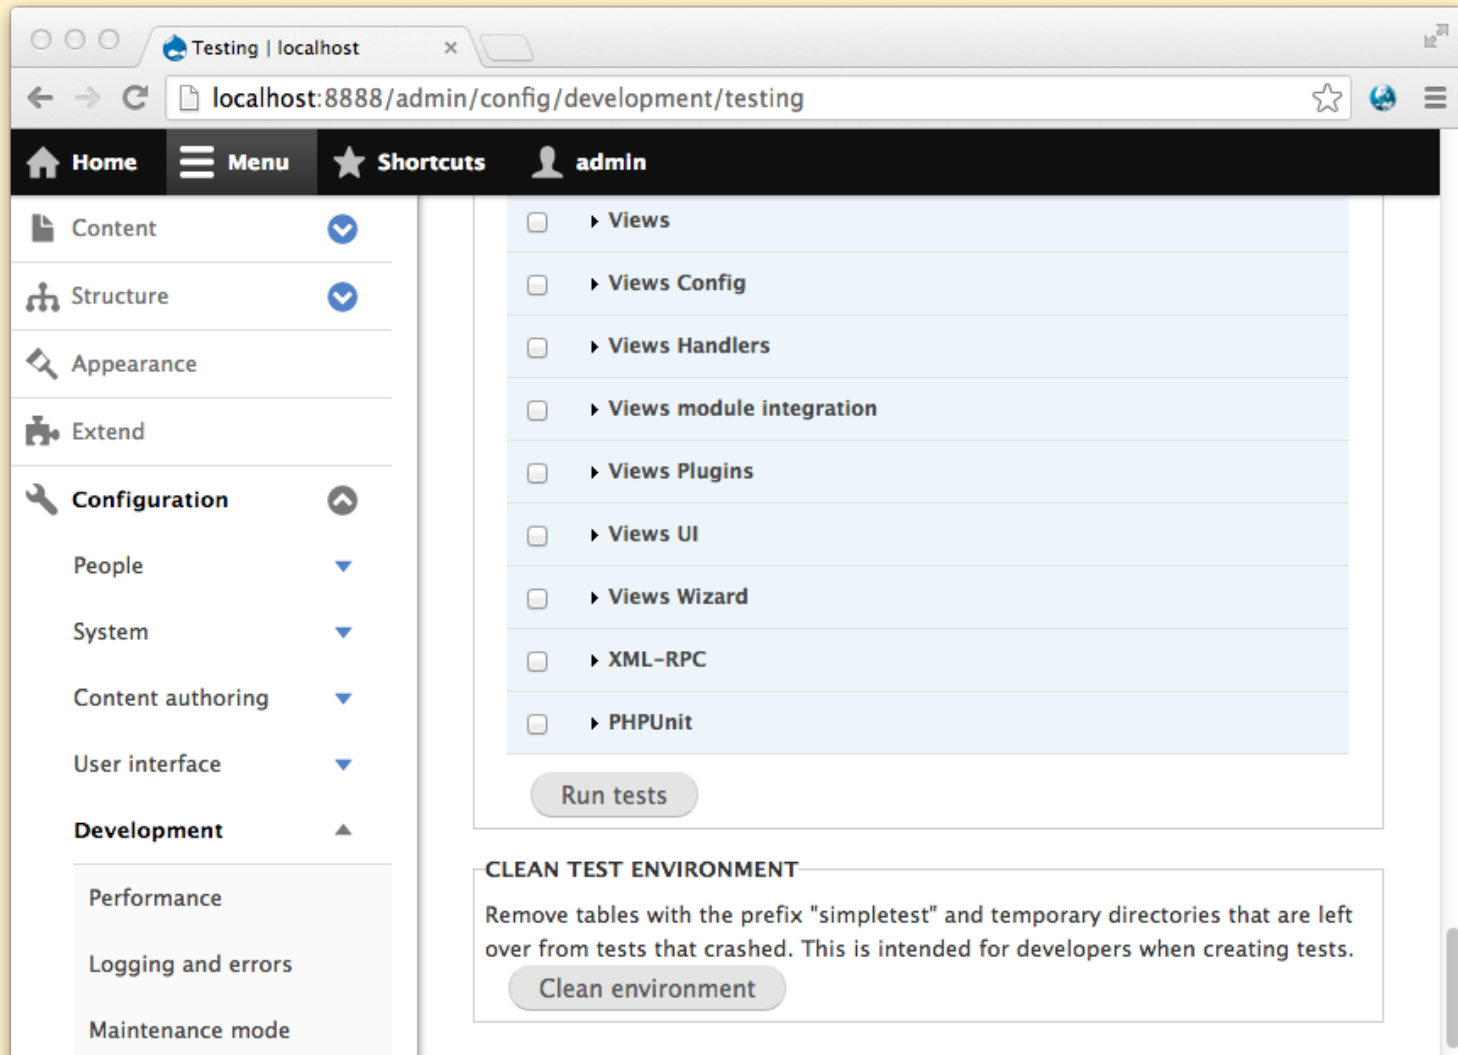 Testing | localhost
localhost:8888/admin/config/development/testing
Home
Menu
Shortcuts
admin
Content
Structure
Appearance
Extend
Configuration
People
System
Content authoring
User interface
Development
Performance
Logging and errors
Maintenance mode
Views
Views Config
Views Handlers
Views module integration
Views Plugins
Views UI
Views Wizard
XML-RPC
PHPUnit
Run tests
CLEAN TEST ENVIRONMENT
Remove tables with the prefix "simpletest" and temporary directories that are left
over from tests that crashed. This is intended for developers when creating tests.
Clean environment